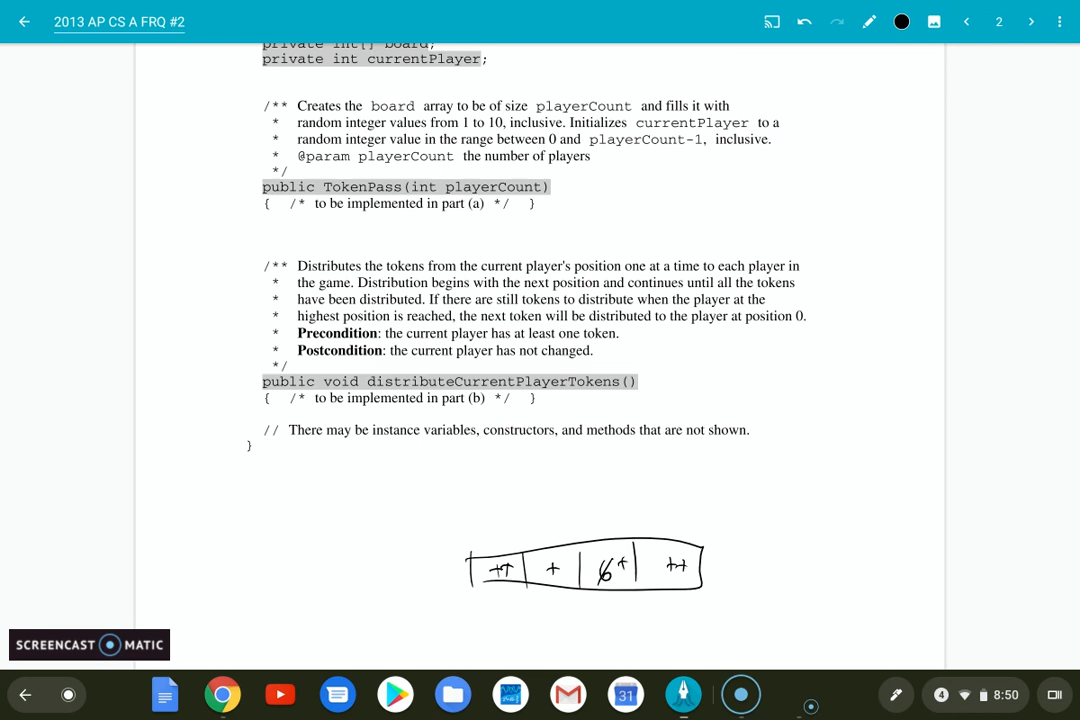 2013 AP CS A FRQ #2
2
private int[] board;
private int currentPlayer;
/** Creates the board array to be of size playerCount and fills it with
* random integer values from 1 to 10, inclusive. Initializes currentPlayer to a
* random integer value in the range between 0 and playerCount-1, inclusive.
* @param playerCount the number of players
*/
public TokenPass(int playerCount)
{ /* to be implemented in part (a) */ }
/** Distributes the tokens from the current player's position one at a time to each player in
* the game. Distribution begins with the next position and continues until all the tokens
* have been distributed. If there are still tokens to distribute when the player at the
* highest position is reached, the next token will be distributed to the player at position 0.
* Precondition: the current player has at least one token.
* Postcondition: the current player has not changed.
*/
public void distributeCurrentPlayerTokens()
{ /* to be implemented in part (b) */ }
// There may be instance variables, constructors, and methods that are not shown.
}
++ + 6+ ++
SCREENCAST MATIC
31
4 8:50